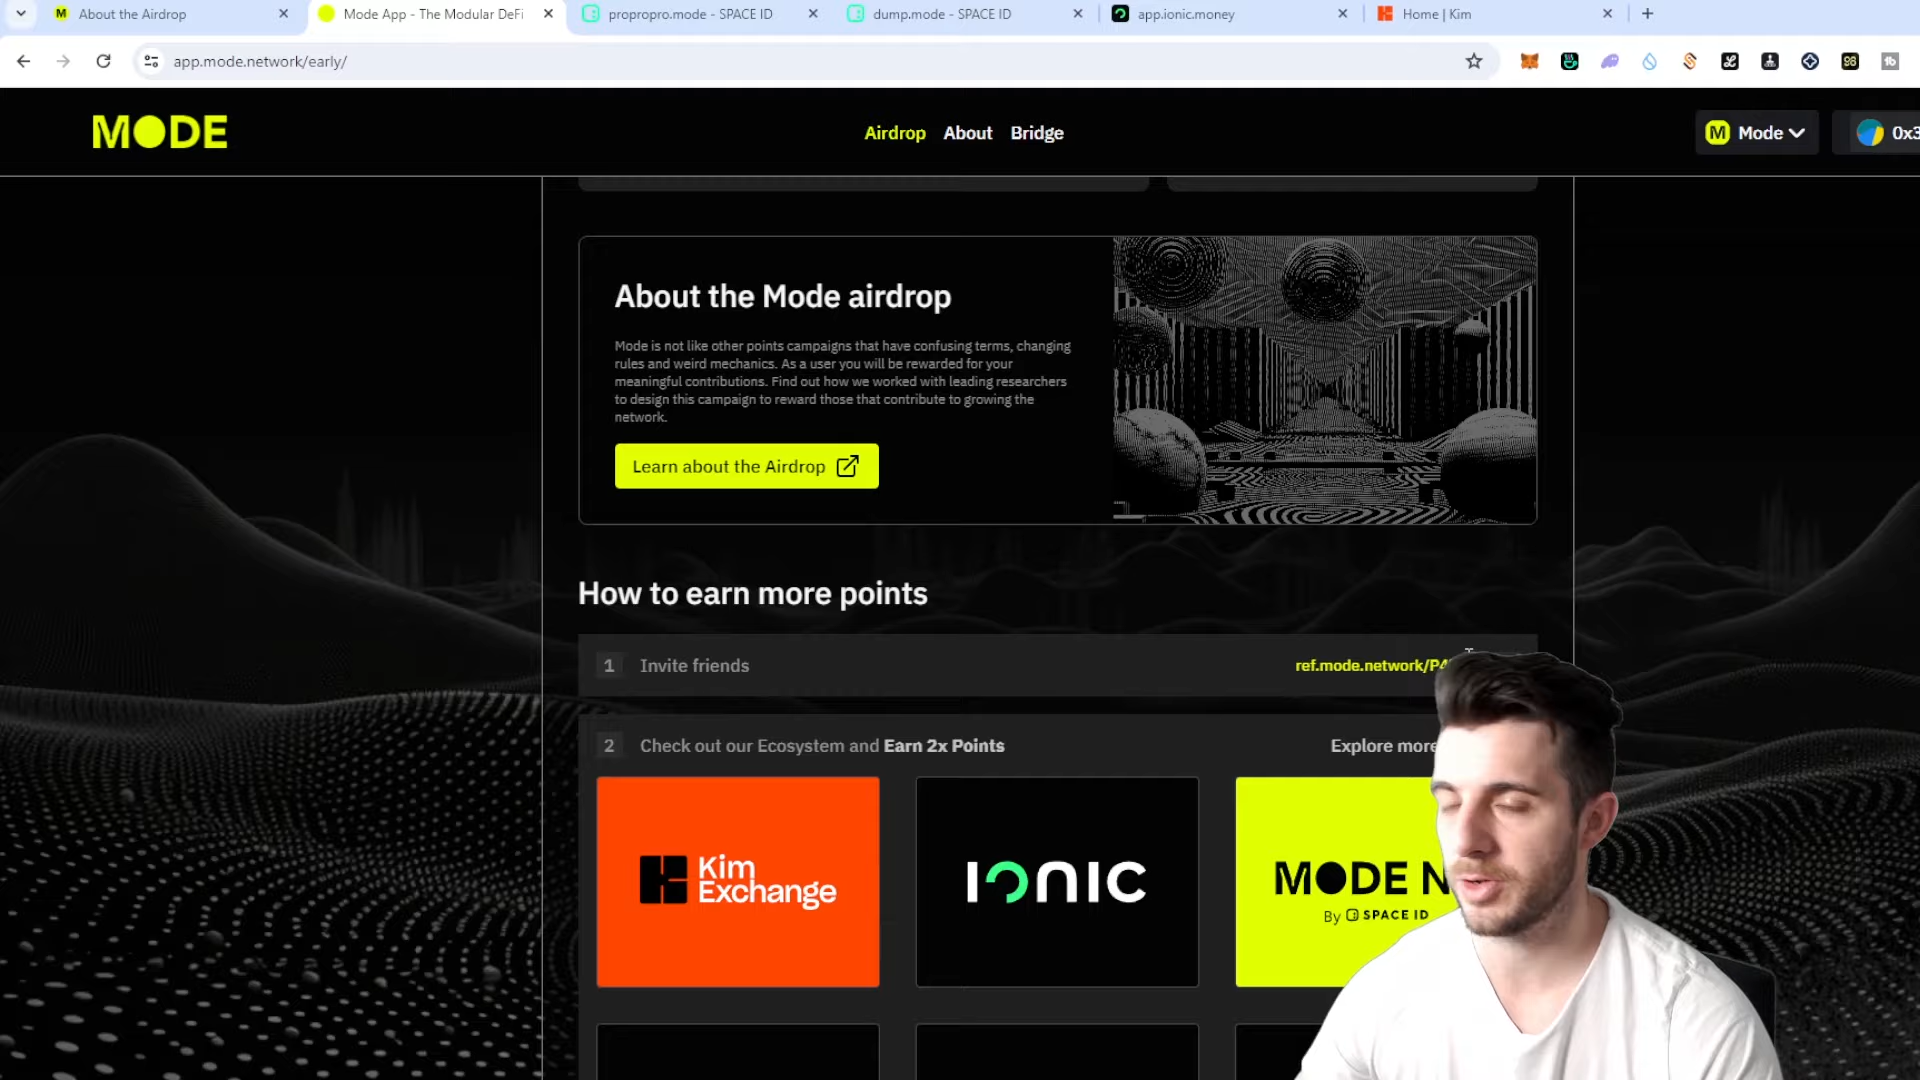 About the Airdrop
Mode App - The Modular DeFi
propropro.mode - SPACE ID
dump.mode - SPACE ID
app.ionic.money
Home | Kim
app.mode.network/early/
MODE
Airdrop
About
Bridge
M Mode
0x3
About the Mode airdrop
Mode is not like other points campaigns that have confusing terms, changing
rules and weird mechanics. As a user you will be rewarded for your
meaningful contributions. Find out how we worked with leading researchers
to design this campaign to reward those that contribute to growing the
network.
Learn about the Airdrop
How to earn more points
1 Invite friends
ref.mode.network/P4
2 Check out our Ecosystem and Earn 2x Points
Explore more
Kim
Exchange
IONIC
MODE N
By SPACE ID